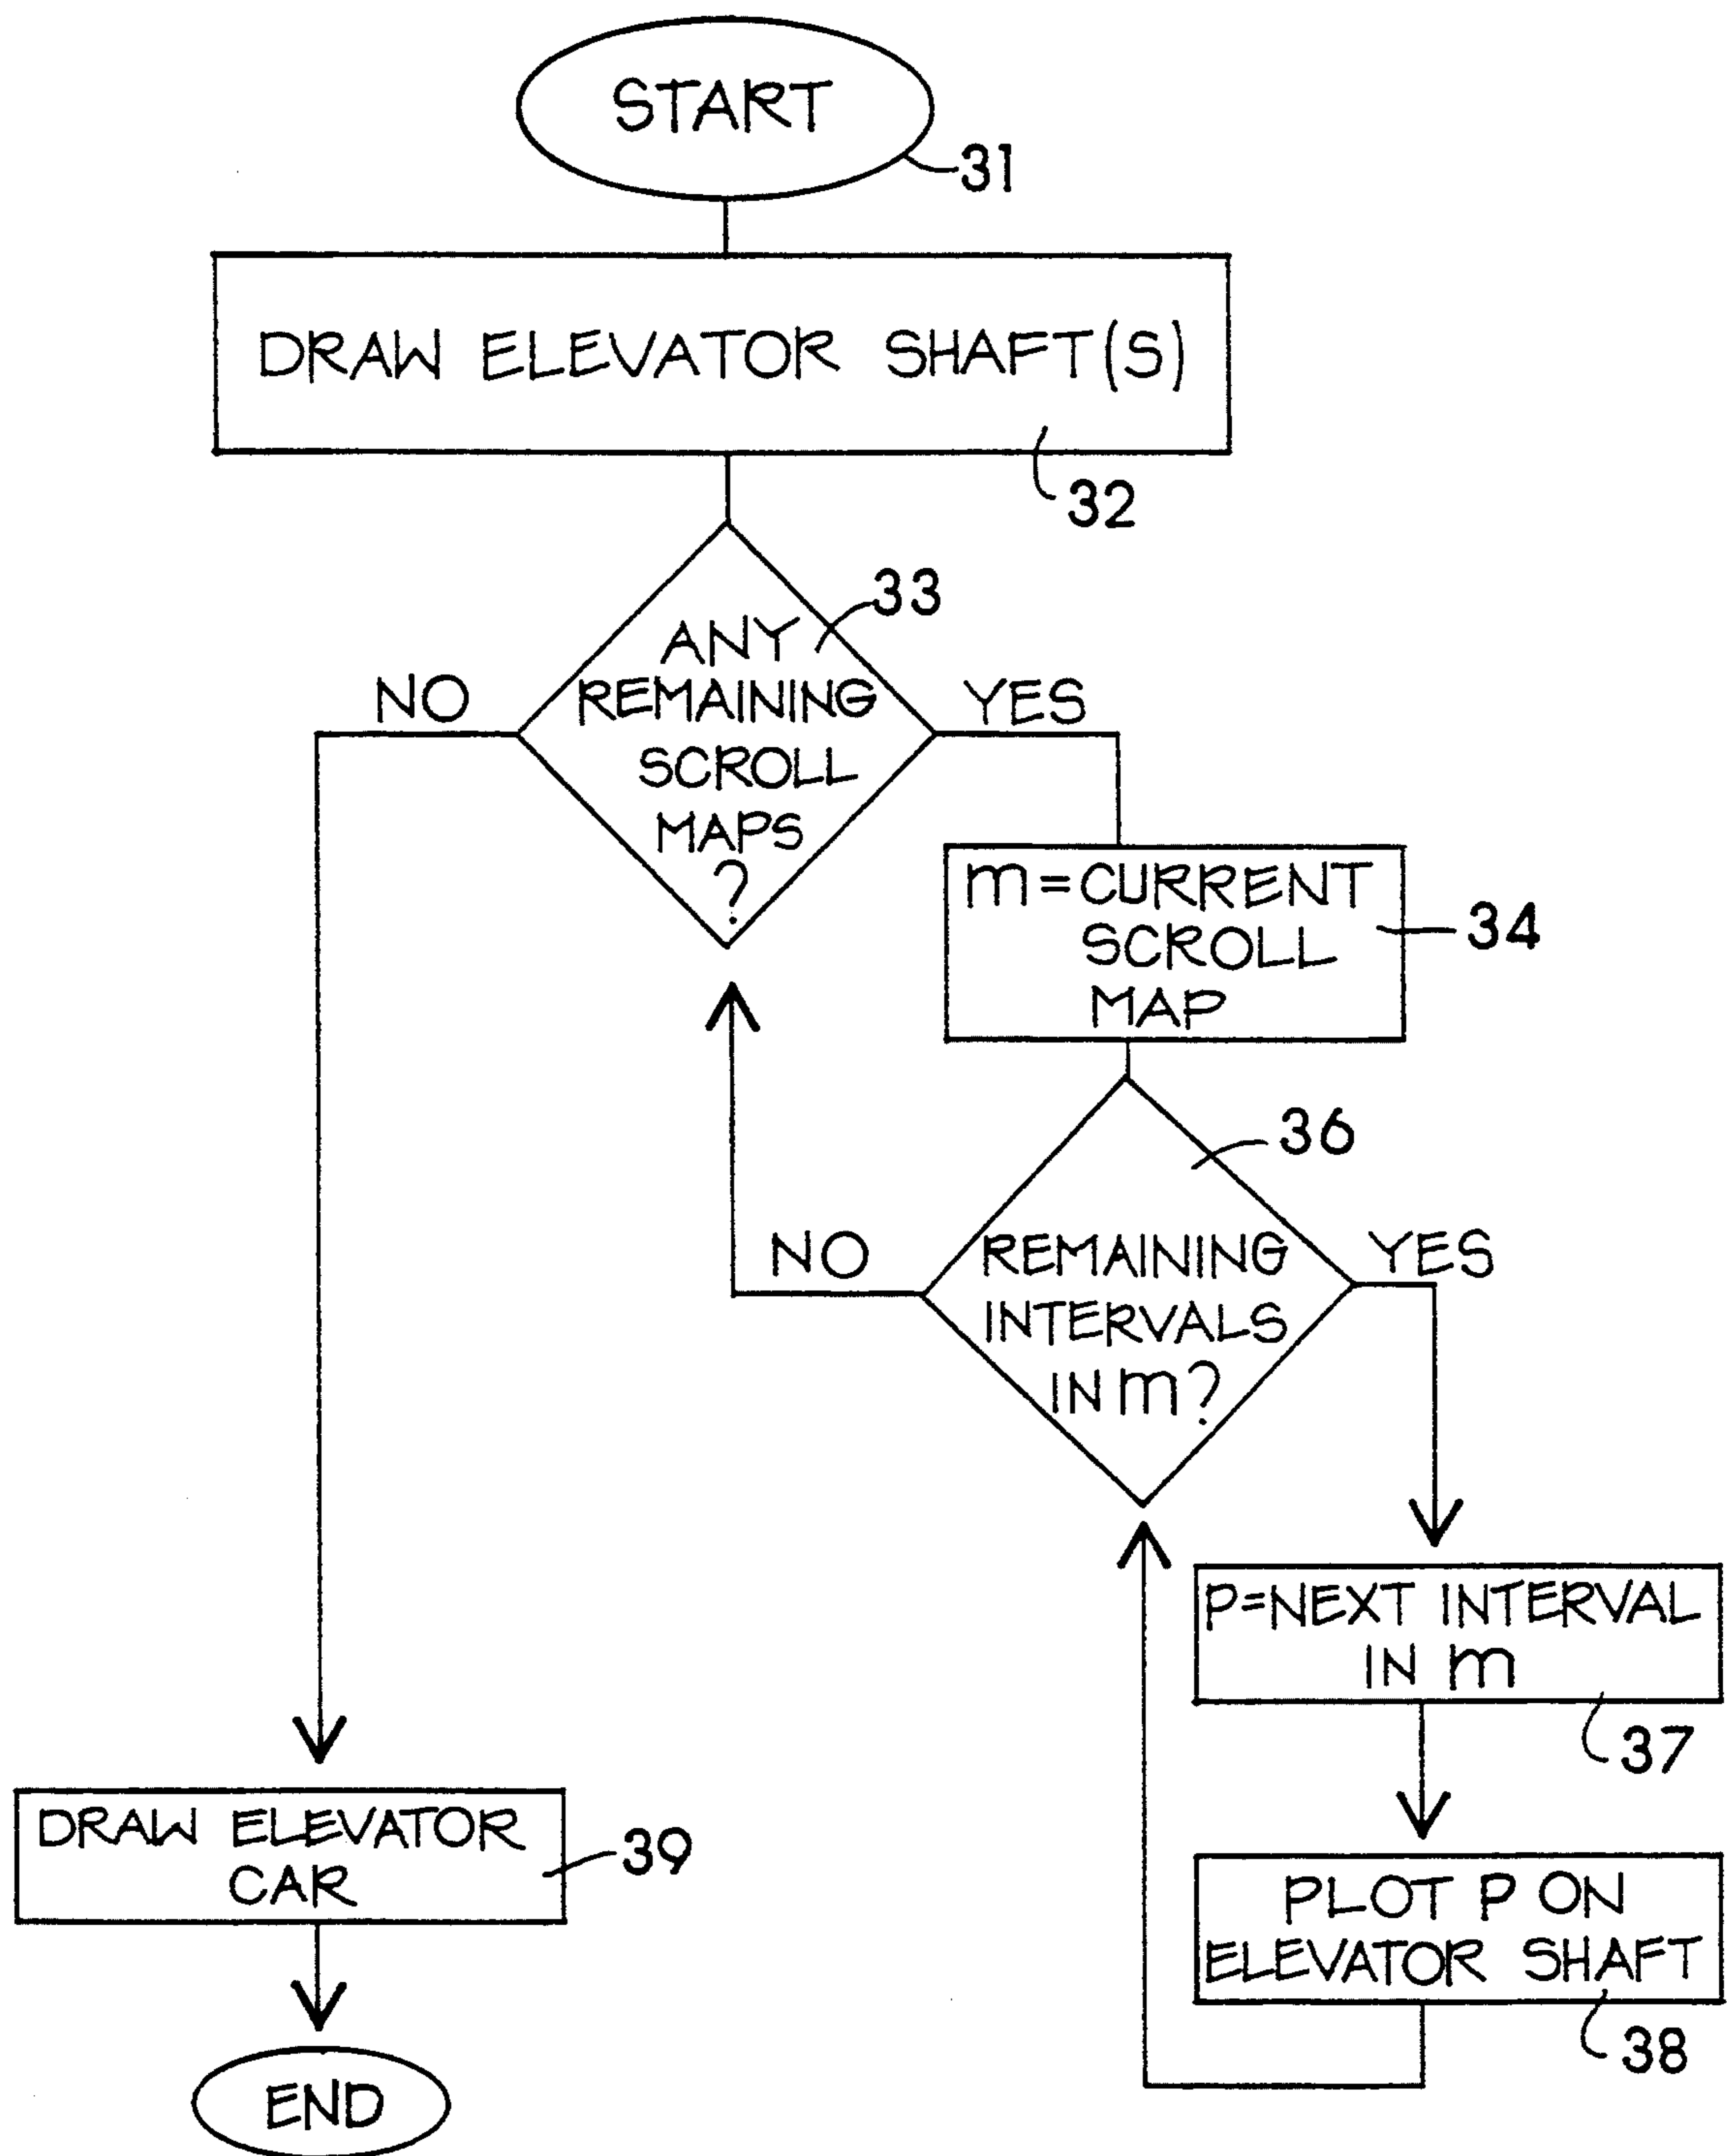 START
31
DRAW ELEVATOR SHAFT(S)
32
33
ANY
REMAINING
SCROLL
MAPS
?
NO
YES
m=CURRENT
SCROLL
MAP
34
36
REMAINING
INTERVALS
IN m?
NO
YES
P=NEXT INTERVAL
IN m
37
PLOT P ON
ELEVATOR SHAFT
38
DRAW ELEVATOR
CAR
39
END